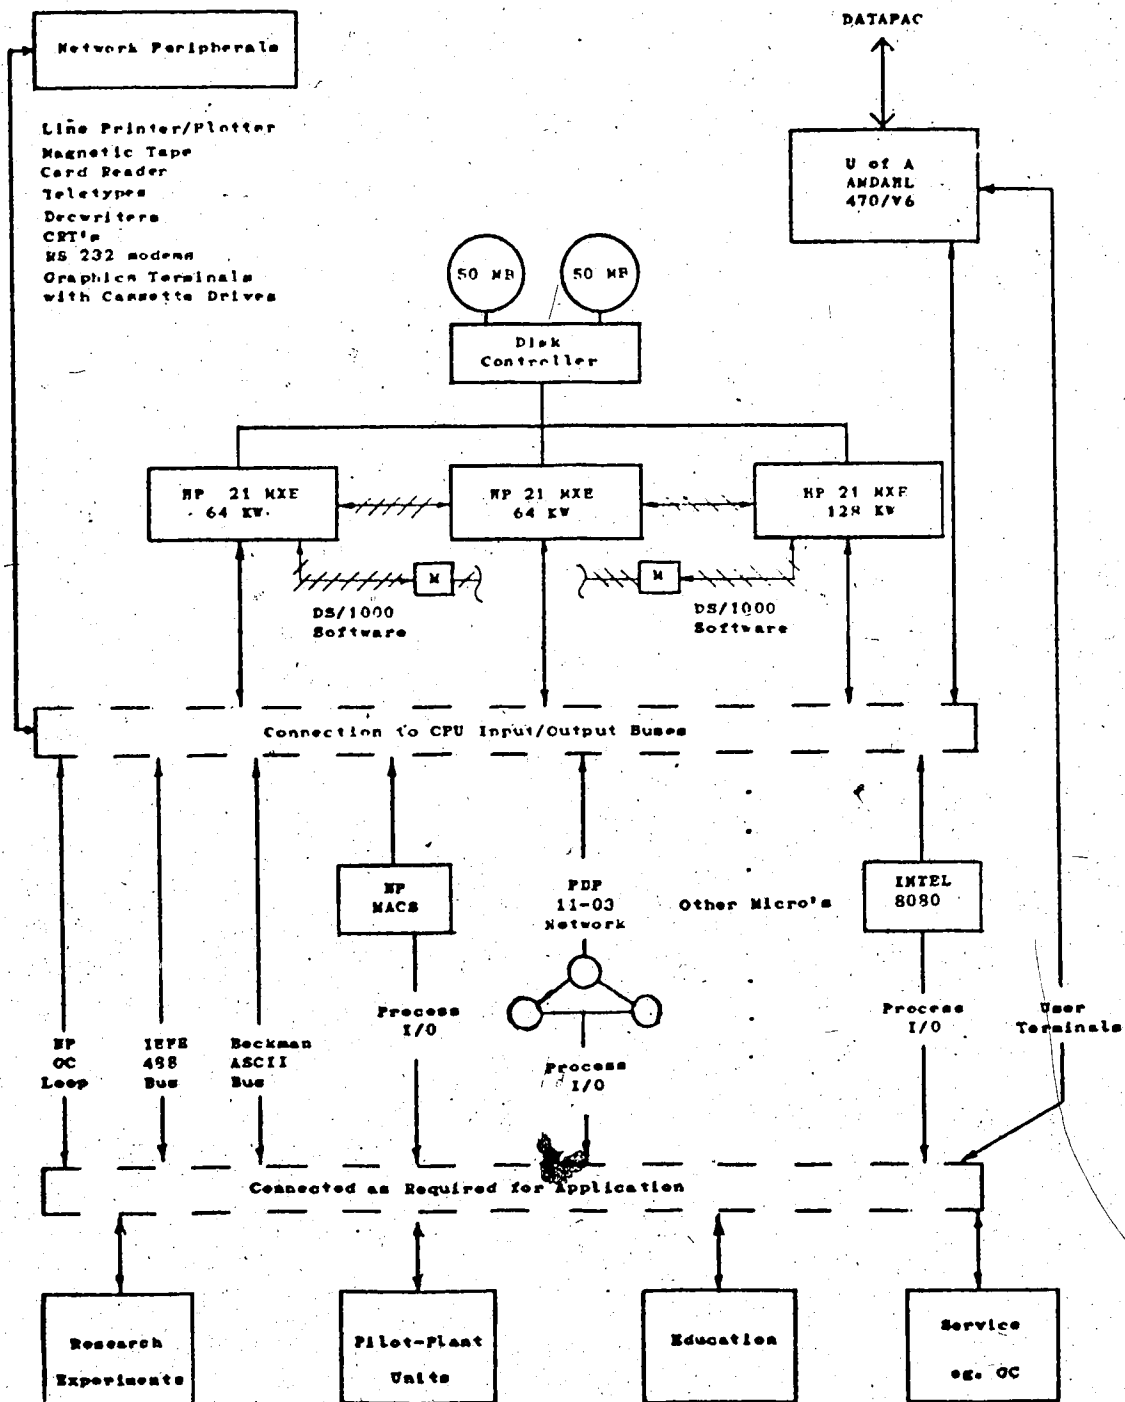 Network Peripherals
DATAPAC
Line Printer/Plotter
Magnetic Tape
Card Reader
Teletypes
Decwriters
CRT's
RS 232 modems
Graphics Terminals
with Cassette Drives
U of A
AMDAHL
470/V6
50 MB
50 MB
Disk
Controller
HP 21 MXE
64 KW
HP 21 MXE
64 KW
HP 21 MXE
128 KW
M
M
DS/1000
Software
DS/1000
Software
Connection to CPU Input/Output Buses
HP
MACS
PDP
11-03
Network
Other Micro's
INTEL
8080
Process
I/O
Process
I/O
User
Terminals
HP
GC
Loop
IEEE
488
Bus
Beckman
ASCII
Bus
Process
I/O
Connected as Required for Application
Research
Experiments
Pilot-Plant
Units
Education
Service
eg. GC